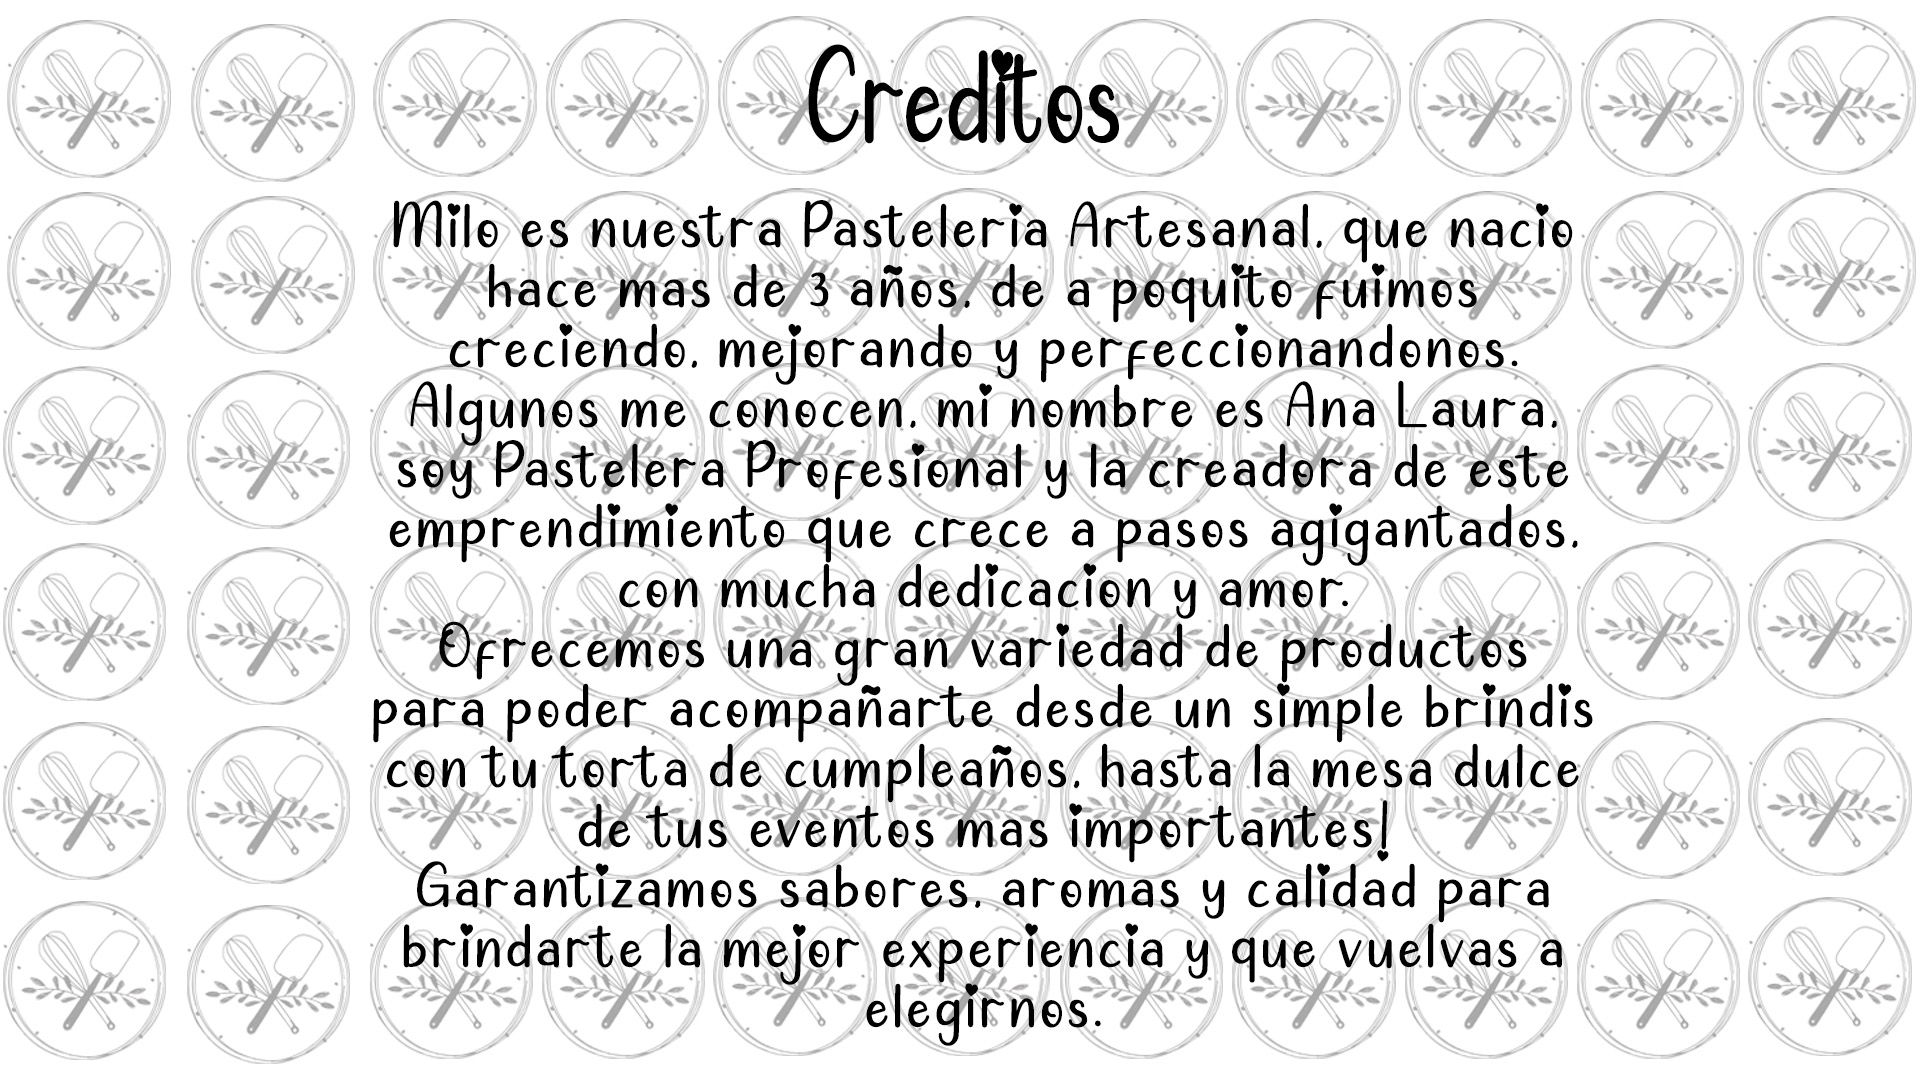 Creditos
Milo es nuestra Pasteleria Artesanal, que nacio
hace mas de 3 años, de a poquito fuimos
creciendo, mejorando y perfeccionandonos.
Algunos me conocen, mi nombre es Ana Laura,
soy Pastelera Profesional y la creadora de este
emprendimiento que crece a pasos agigantados,
con mucha dedicacion y amor.
Ofrecemos una gran variedad de productos
para poder acompañarte desde un simple brindis
con tu torta de cumpleaños, hasta la mesa dulce
de tus eventos mas importantes!
Garantizamos sabores, aromas y calidad para
brindarte la mejor experiencia y que vuelvas a
elegirnos.